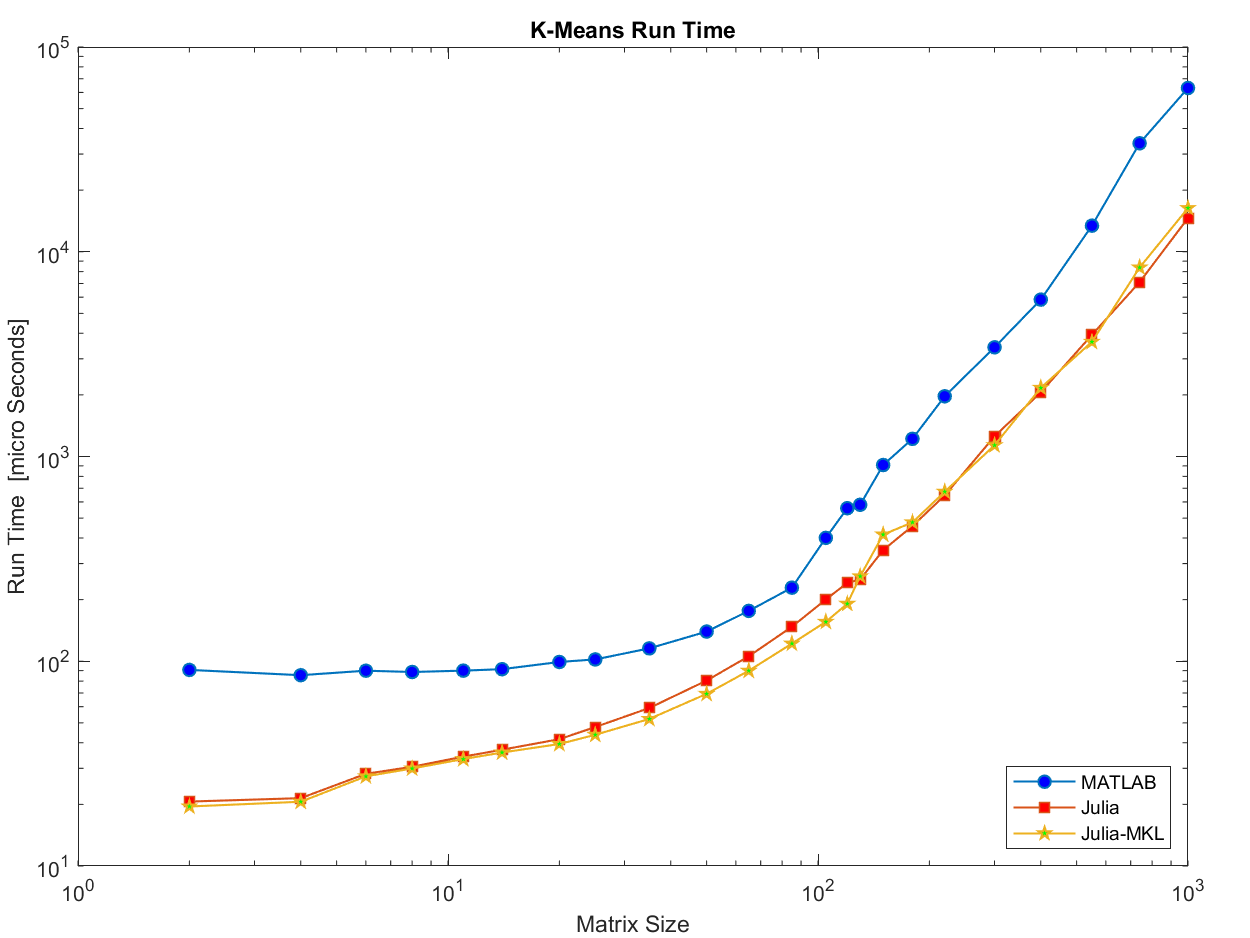 K-Means Run Time
10^5
10^4
10^3
10^2
10^1
Run Time [micro Seconds]
MATLAB
Julia
Julia-MKL
10^0
10^1
10^2
10^3
Matrix Size